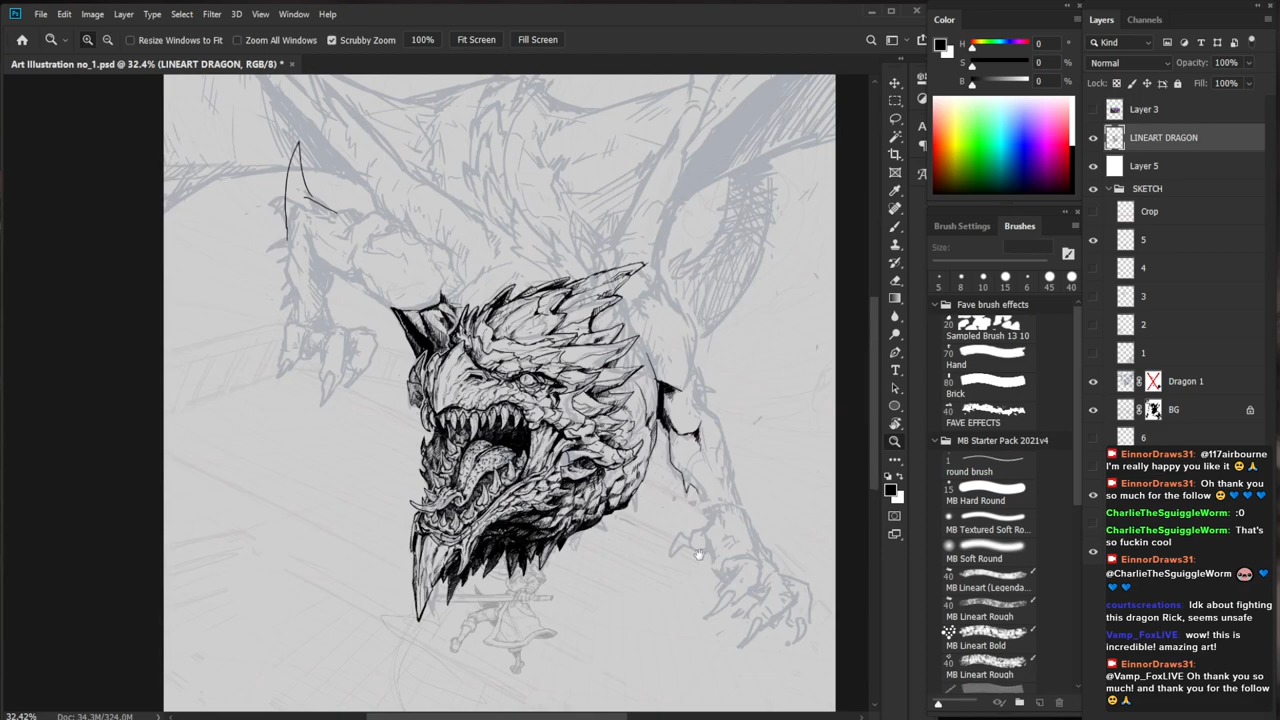 Ps File Edit Image Layer Type Select Filter 3D View Window Help
Resize Windows to Fit Zoom All Windows Scrubby Zoom 100% Fit Screen Fill Screen
Art Illustration no_1.psd @ 32.4% (LINEART DRAGON, RGB/8) *
32.42% Doc: 34.3M/324.0M
Color
H 0 °
S 0 %
B 0 %
Brush Settings Brushes
Size:
5 8 10 15 6 45 40
Fave brush effects
20
Sampled Brush 13 10
70
Hand
80
Brick
40
FAVE EFFECTS
MB Starter Pack 2021v4
1
round brush
15
MB Hard Round
MB Textured Soft Ro...
MB Soft Round
40
MB Lineart (Legenda...
40
MB Lineart Rough
MB Lineart Bold
40
MB Lineart Rough
Layers Channels
Kind
Normal Opacity: 100%
Lock: Fill: 100%
Layer 3
LINEART DRAGON
Layer 5
SKETCH
Crop
5
4
3
2
1
Dragon 1
BG
6
EinnorDraws31: @117airbourne
I'm really happy you like it
EinnorDraws31: Oh thank you
so much for the follow
CharlieTheSguiggleWorm: :O
CharlieTheSguiggleWorm: That's
so fuckin cool
EinnorDraws31:
@CharlieTheSguiggleWorm
courtscreations: Idk about fighting
this dragon Rick, seems unsafe
Vamp_FoxLIVE: wow! this is
incredible! amazing art!
EinnorDraws31:
@Vamp_FoxLIVE Oh thank you so
much! and thank you for the follow